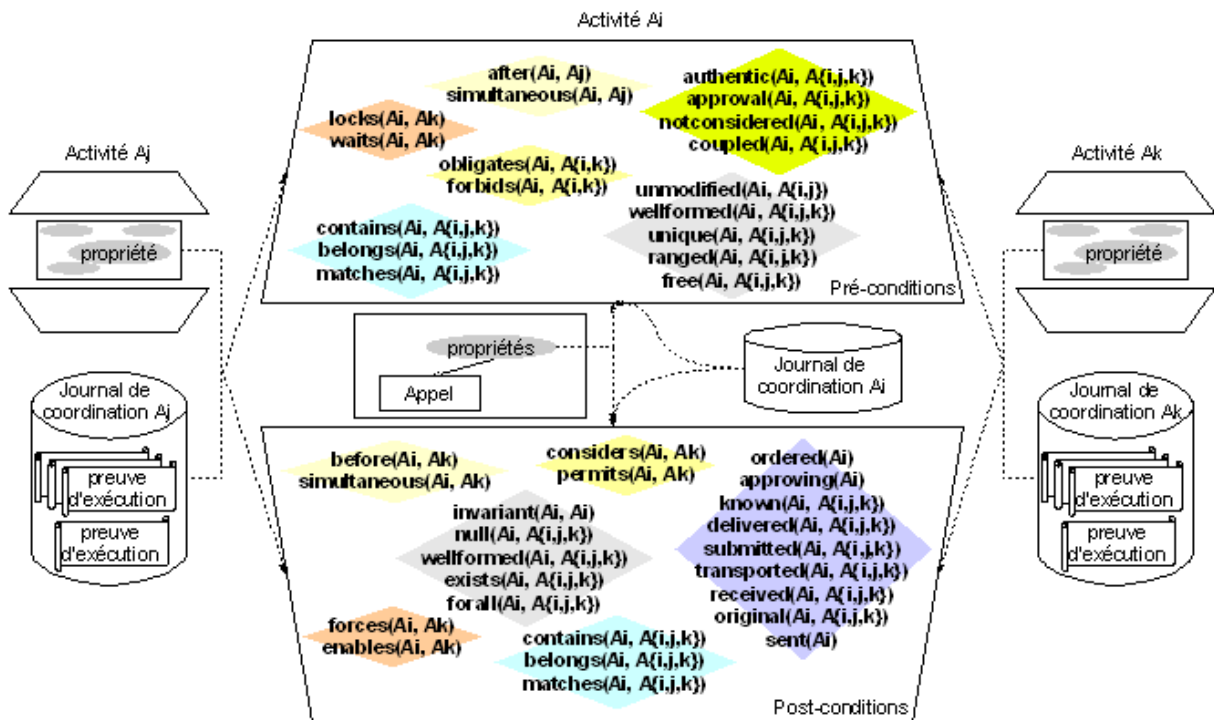 Activité Ai
after(Ai, Aj)
simultaneous(Ai, Aj)
authentic(Ai, A{i,j,k})
approval(Ai, A{i,j,k})
notconsidered(Ai, A{i,j,k})
coupled(Ai, A{i,j,k})
locks(Ai, Ak)
waits(Ai, Ak)
obligates(Ai, A{i,k})
forbids(Ai, A{i,k})
unmodified(Ai, A{i,j})
wellformed(Ai, A{i,j,k})
unique(Ai, A{i,j,k})
ranged(Ai, A{i,j,k})
free(Ai, A{i,j,k})
contains(Ai, A{i,j,k})
belongs(Ai, A{i,j,k})
matches(Ai, A{i,j,k})
Pré-conditions
Activité Aj
propriété
Journal de
coordination Aj
preuve
d'exécution
preuve
d'exécution
propriétés
Appel
Journal de
coordination Ai
Activité Ak
propriété
Journal de
coordination Ak
preuve
d'exécution
preuve
d'exécution
before(Ai, Ak)
simultaneous(Ai, Ak)
considers(Ai, Ak)
permits(Ai, Ak)
ordered(Ai)
approving(Ai)
known(Ai, A{i,j,k})
delivered(Ai, A{i,j,k})
submitted(Ai, A{i,j,k})
transported(Ai, A{i,j,k})
received(Ai, A{i,j,k})
original(Ai, A{i,j,k})
sent(Ai)
invariant(Ai, Ai)
null(Ai, A{i,j,k})
wellformed(Ai, A{i,j,k})
exists(Ai, A{i,j,k})
forall(Ai, A{i,j,k})
forces(Ai, Ak)
enables(Ai, Ak)
contains(Ai, A{i,j,k})
belongs(Ai, A{i,j,k})
matches(Ai, A{i,j,k})
Post-conditions